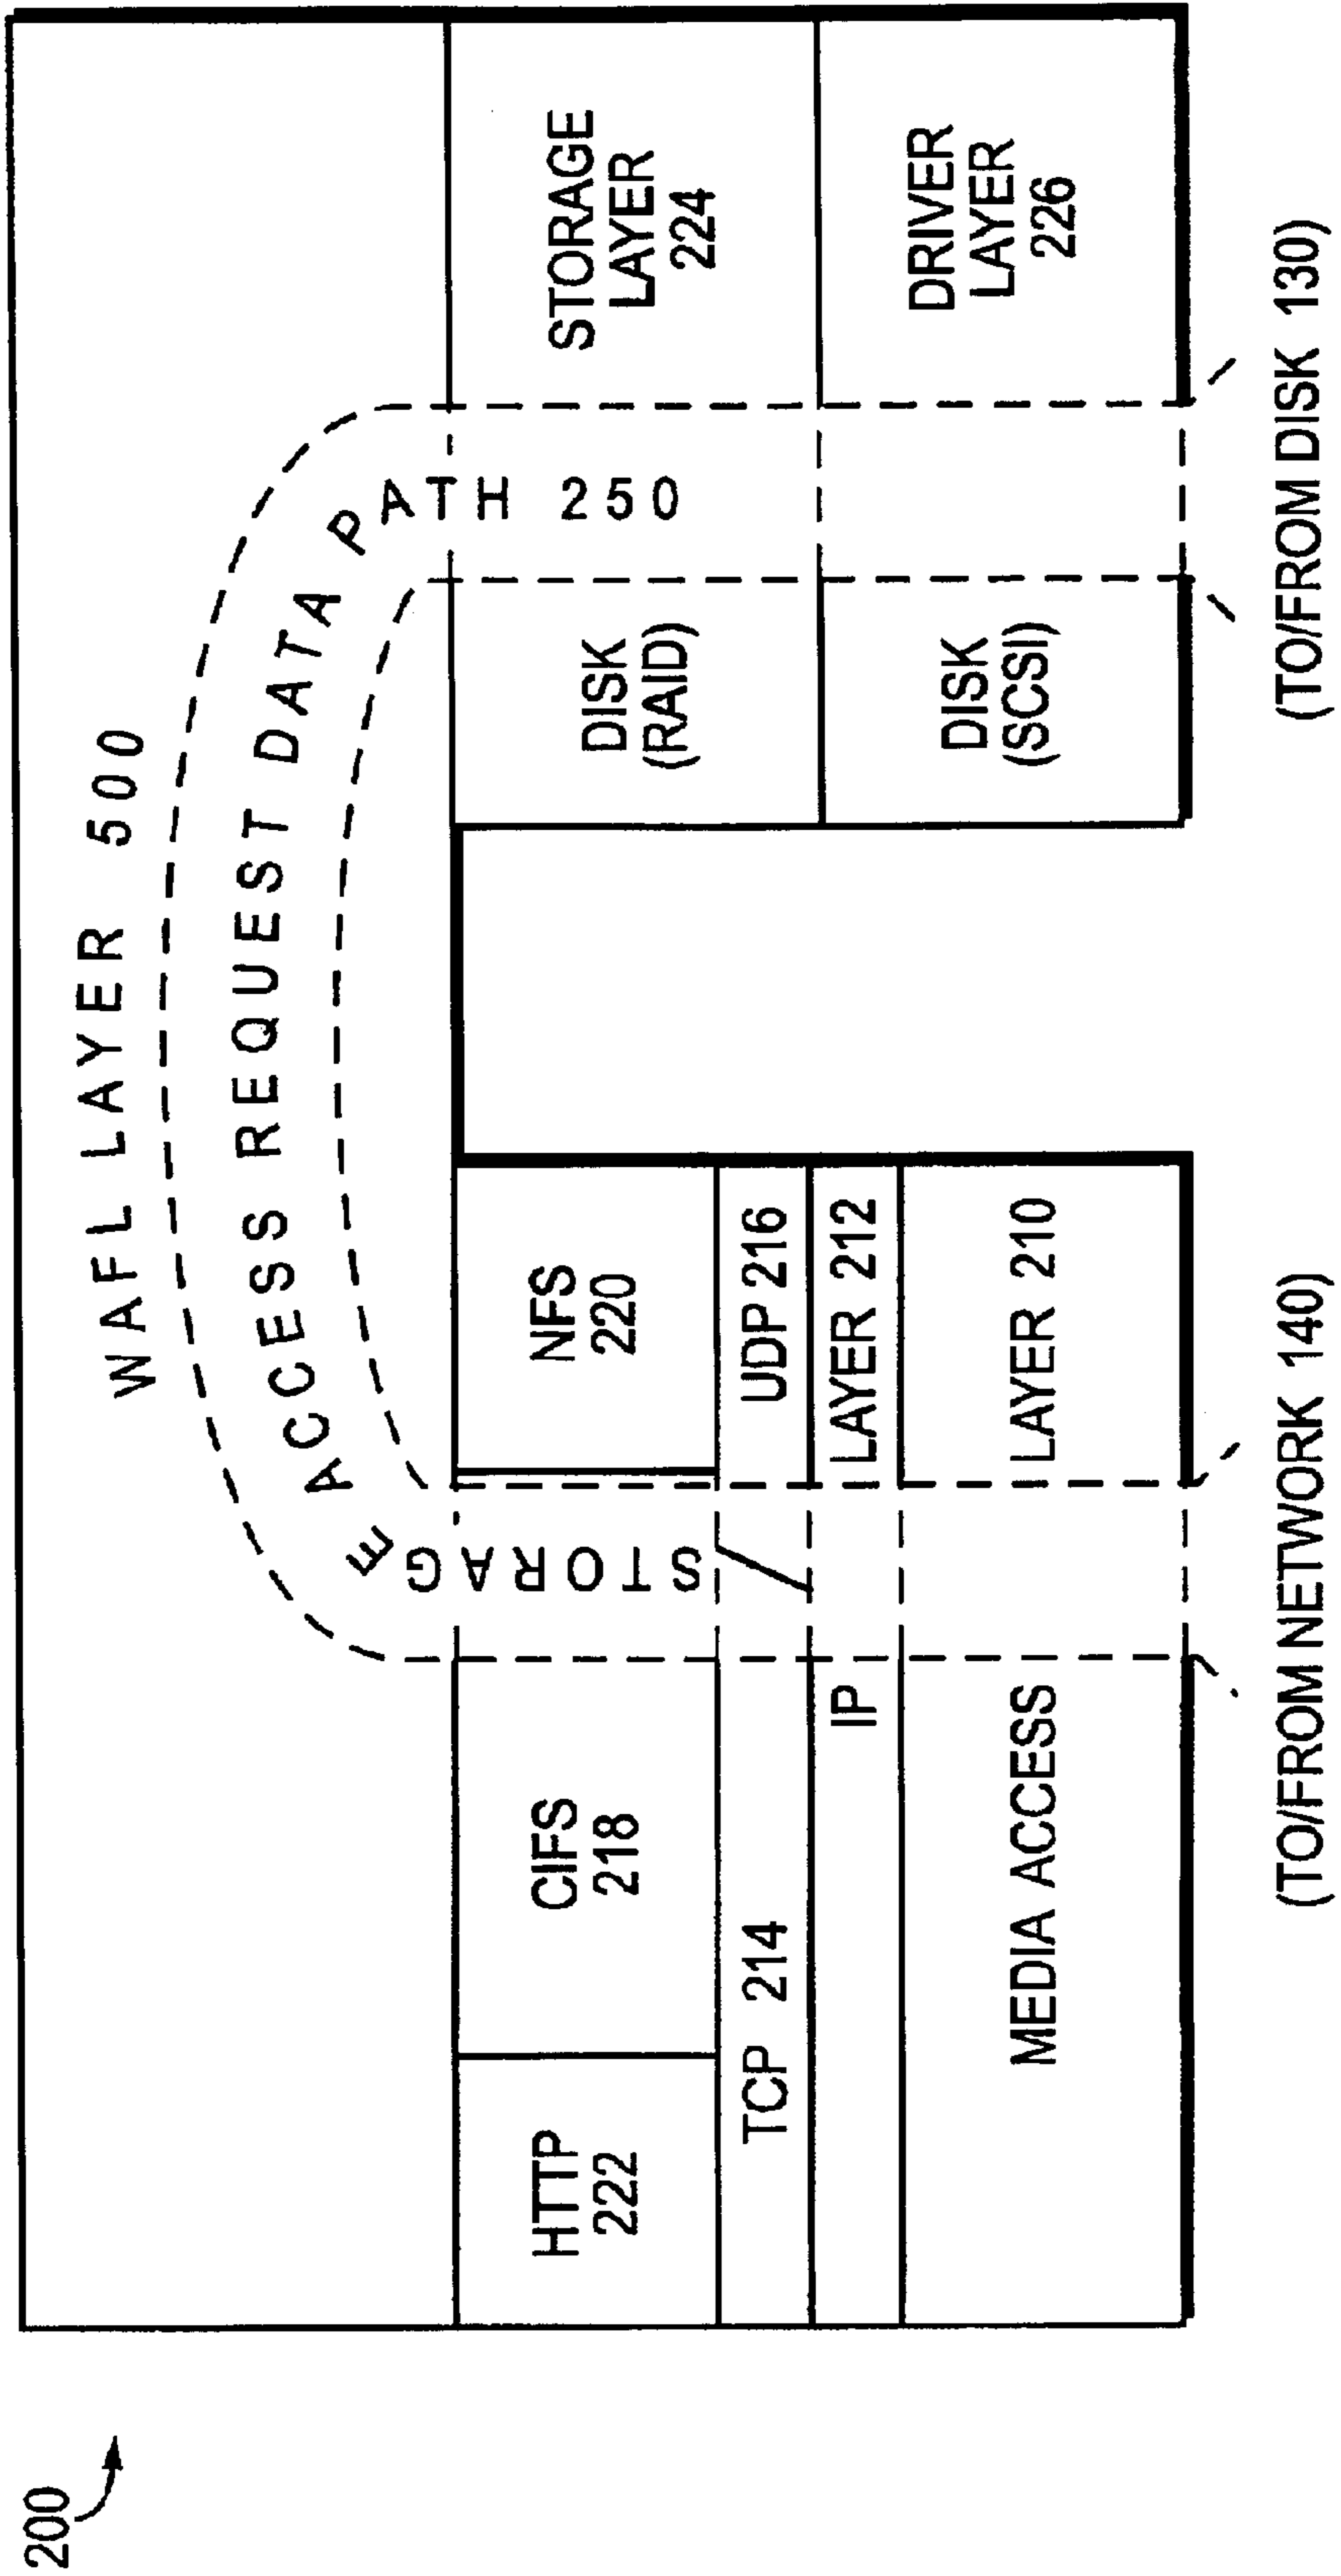 200
WAFL LAYER 500
STORAGE ACCESS REQUEST DATA PATH 250
HTTP
222
CIFS
218
NFS
220
TCP 214
UDP 216
IP LAYER 212
MEDIA ACCESS LAYER 210
(TO/FROM NETWORK 140)
DISK
(RAID)
STORAGE
LAYER
224
DISK
(SCSI)
DRIVER
LAYER
226
(TO/FROM DISK 130)